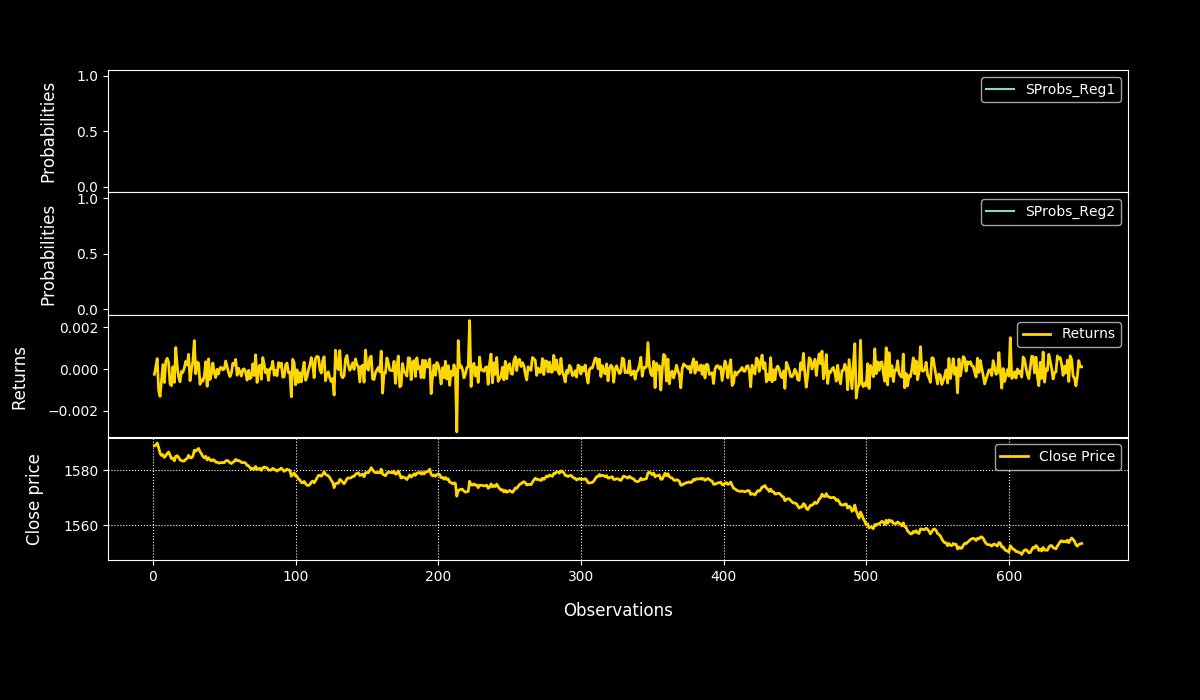 SProbs_Reg1
Probabilities
1.0
0.5
0.0
SProbs_Reg2
Probabilities
1.0
0.5
0.0
Returns
Returns
0.002
0.000
−0.002
Close Price
Close price
1580
1560
0 100 200 300 400 500 600
Observations